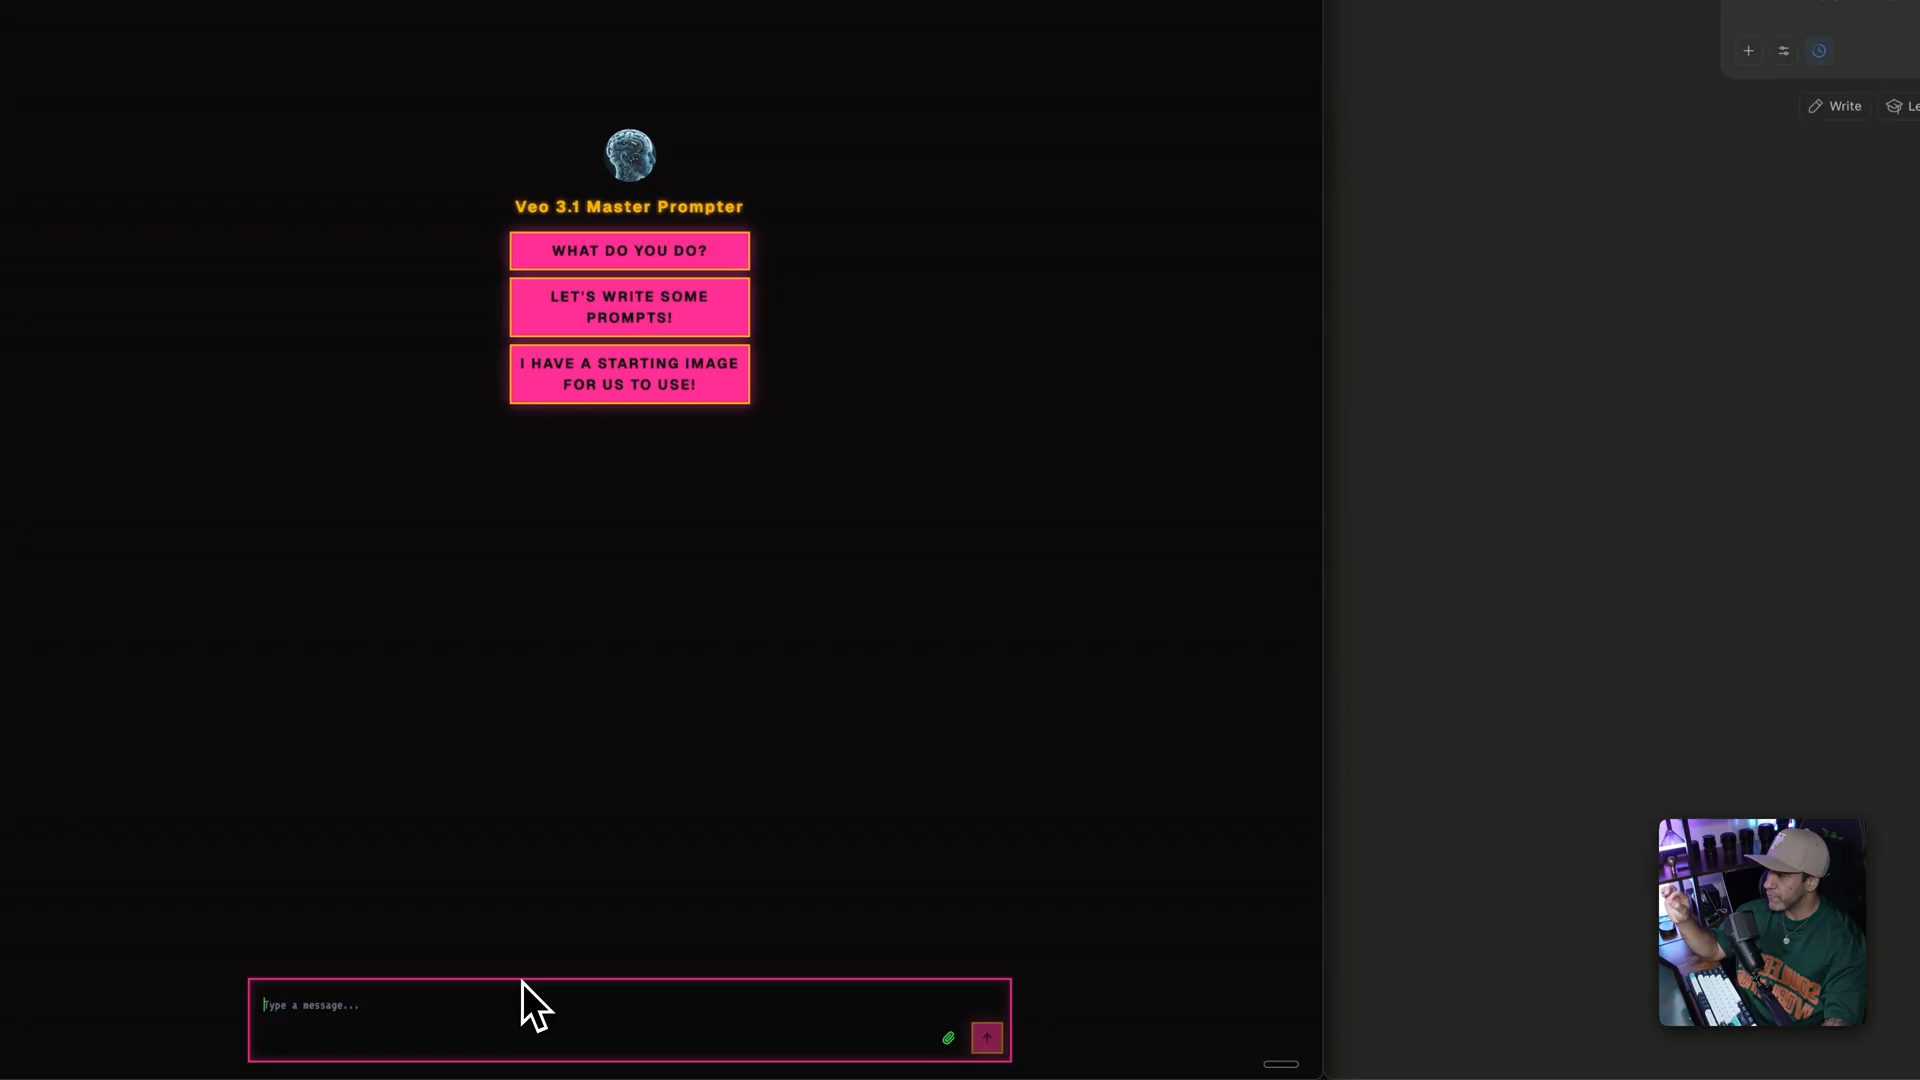 Write
Le
Veo 3.1 Master Prompter
WHAT DO YOU DO?
LET'S WRITE SOME
PROMPTS!
I HAVE A STARTING IMAGE
FOR US TO USE!
Type a message...